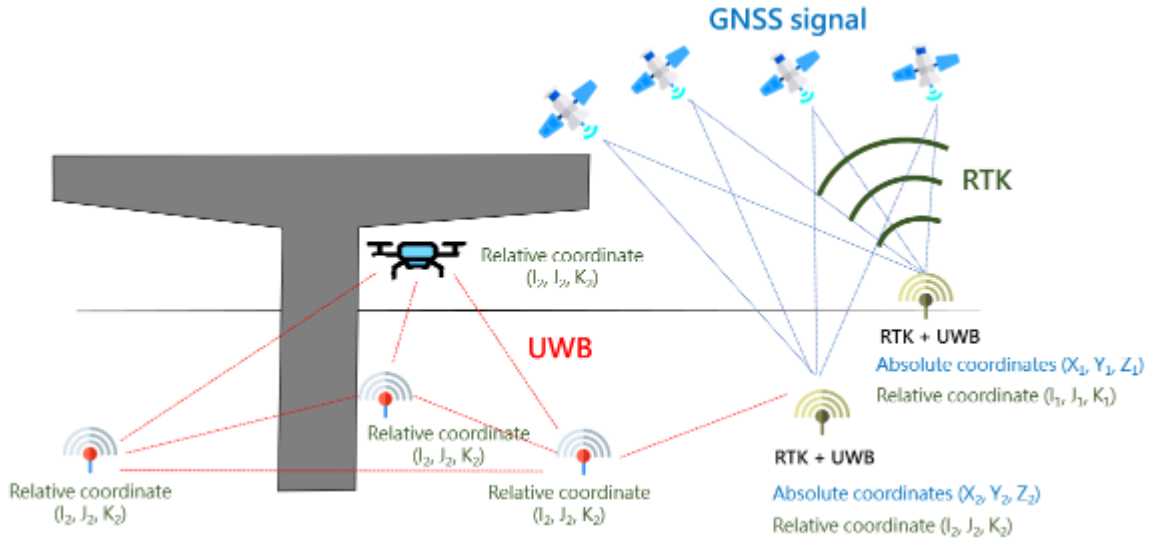 GNSS signal
RTK
Relative coordinate
(I₂, J₂, K₂)
UWB
RTK + UWB
Absolute coordinates (X₁, Y₁, Z₁)
Relative coordinate (I₁, J₁, K₁)
Relative coordinate
(I₂, J₂, K₂)
RTK + UWB
Relative coordinate
(I₂, J₂, K₂)
Relative coordinate
(I₂, J₂, K₂)
Absolute coordinates (X₂, Y₂, Z₂)
Relative coordinate (I₂, J₂, K₂)